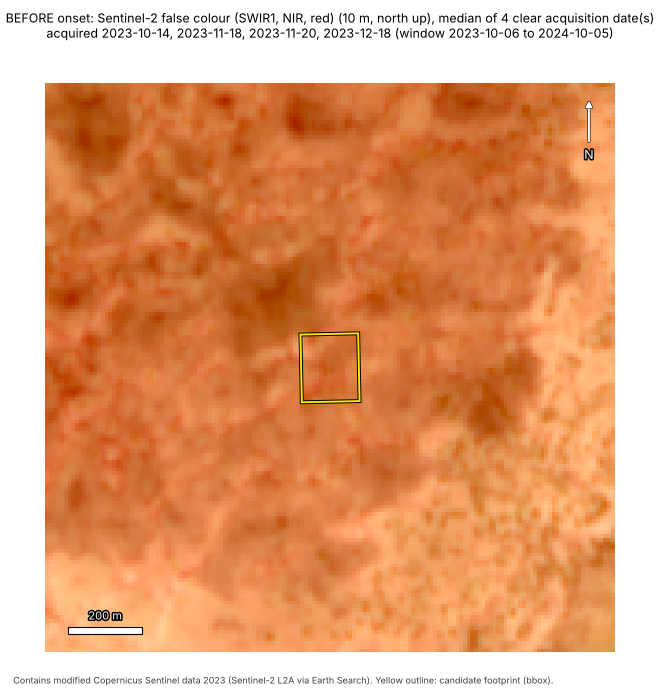 BEFORE onset: Sentinel-2 false colour (SWIR1, NIR, red) (10 m, north up), median of 4 clear acquisition date(s)
acquired 2023-10-14, 2023-11-18, 2023-11-20, 2023-12-18 (window 2023-10-06 to 2024-10-05)
N
200 m
Contains modified Copernicus Sentinel data 2023 (Sentinel-2 L2A via Earth Search). Yellow outline: candidate footprint (bbox).